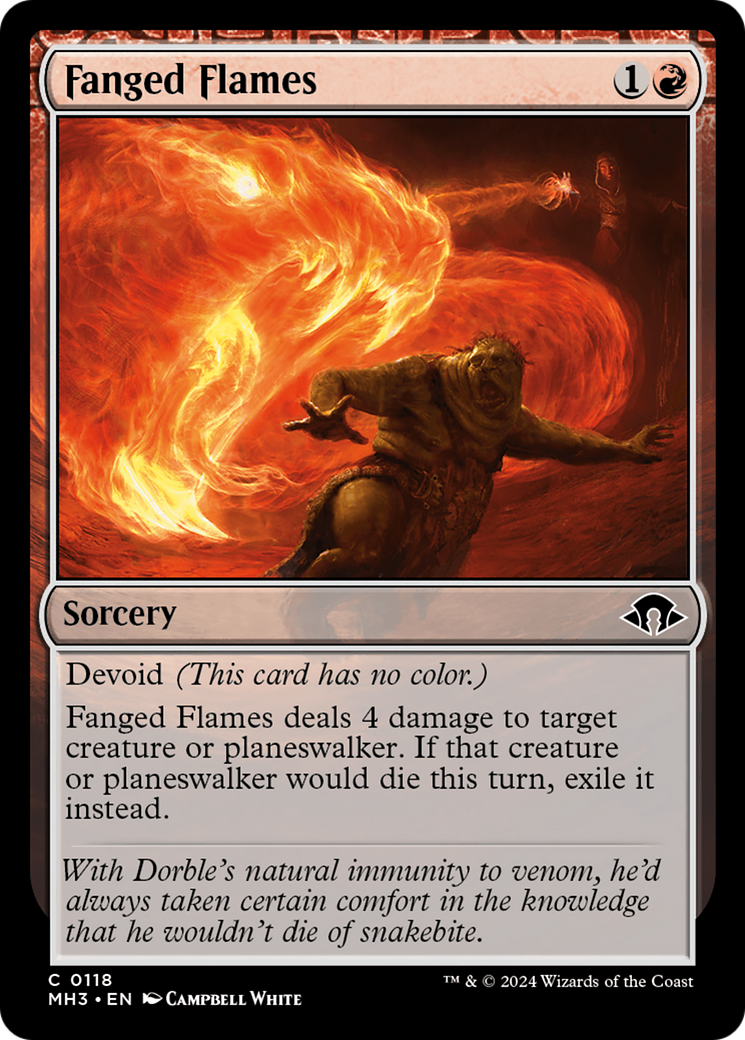 Fanged Flames 1
Sorcery
Devoid (This card has no color.)
Fanged Flames deals 4 damage to target
creature or planeswalker. If that creature
or planeswalker would die this turn, exile it
instead.
With Dorble's natural immunity to venom, he'd
always taken certain comfort in the knowledge
that he wouldn't die of snakebite.
C 0118
MH3 • EN Campbell White
™ & © 2024 Wizards of the Coast